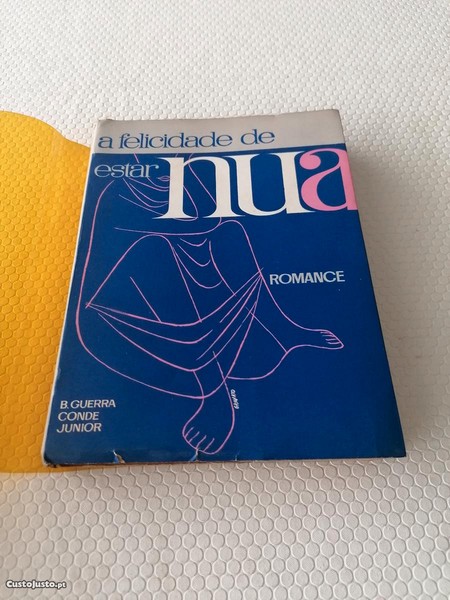 a felicidade de
estar nua
ROMANCE
B. GUERRA
CONDE
JUNIOR
© CustoJusto.pt